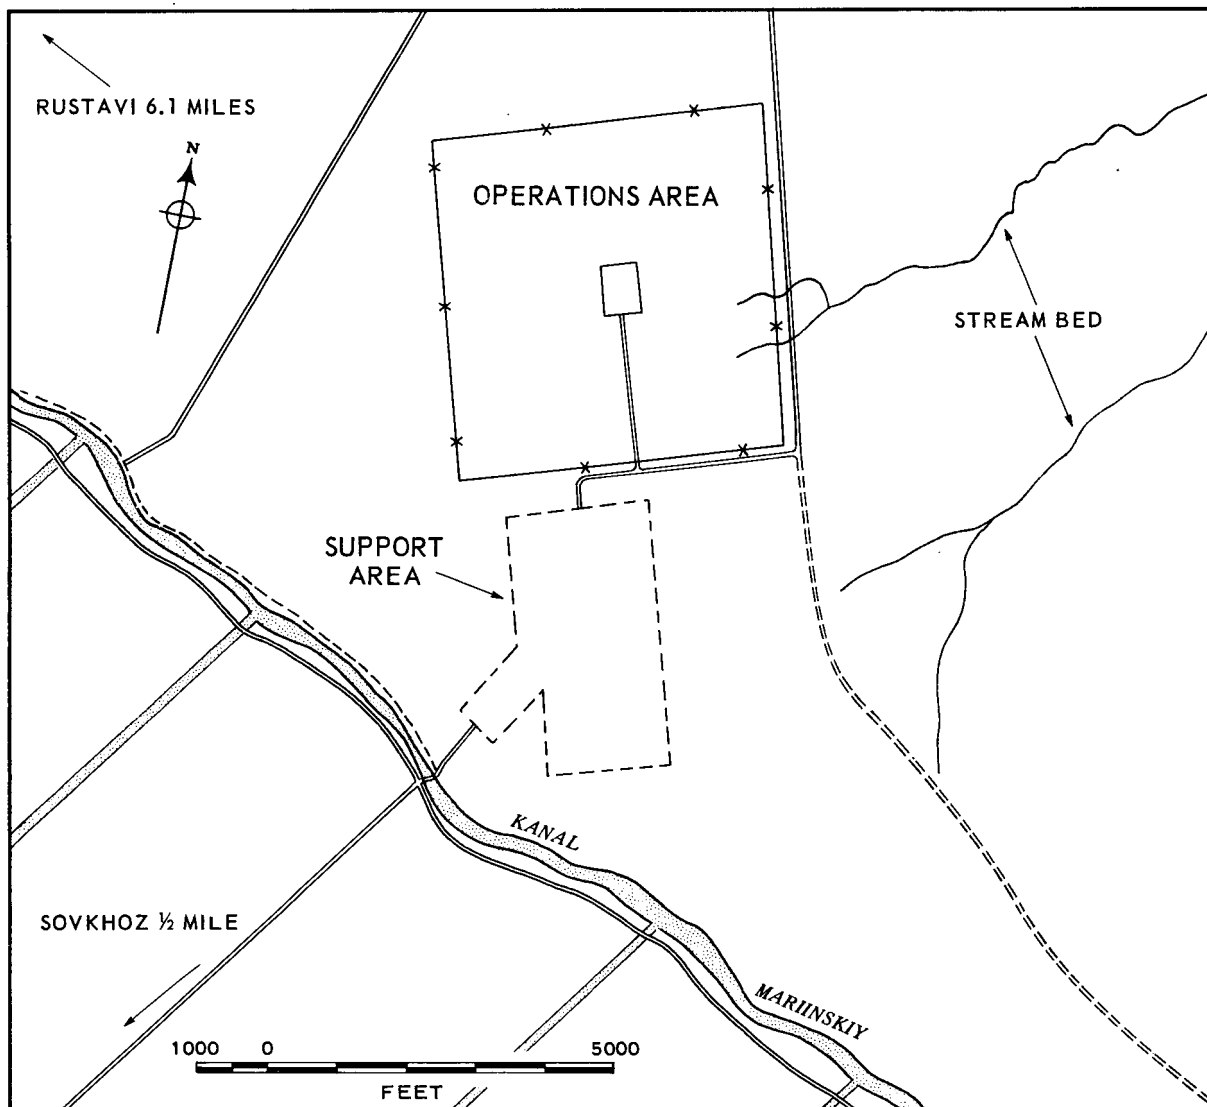 RUSTAVI 6.1 MILES
N
OPERATIONS AREA
STREAM BED
SUPPORT
AREA
KANAL
SOVKHOZ ½ MILE
MARIINSKIY
1000 0 5000
FEET